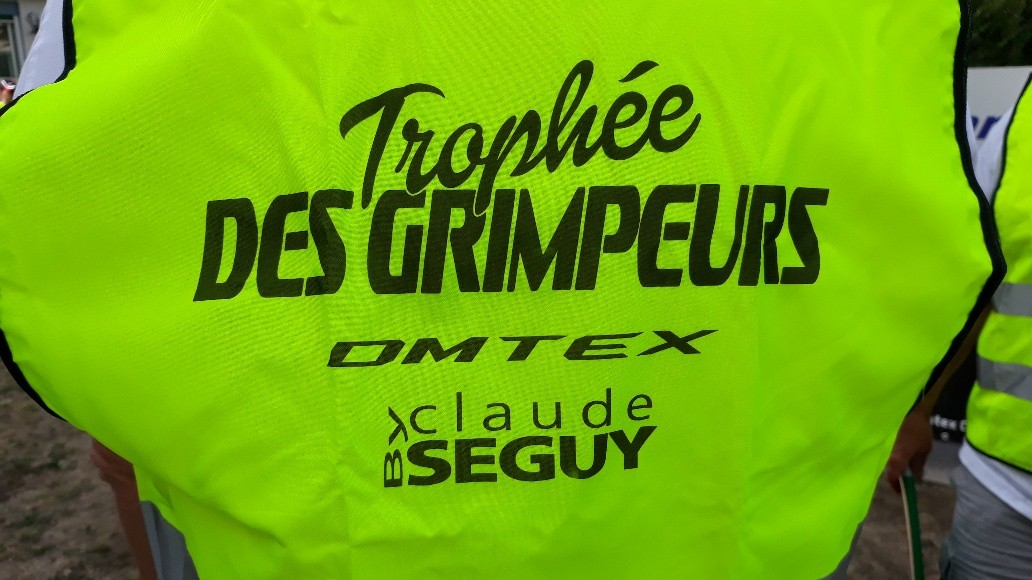 Trophée
DES GRIMPEURS
DMTEX
BY claude
SEGUY